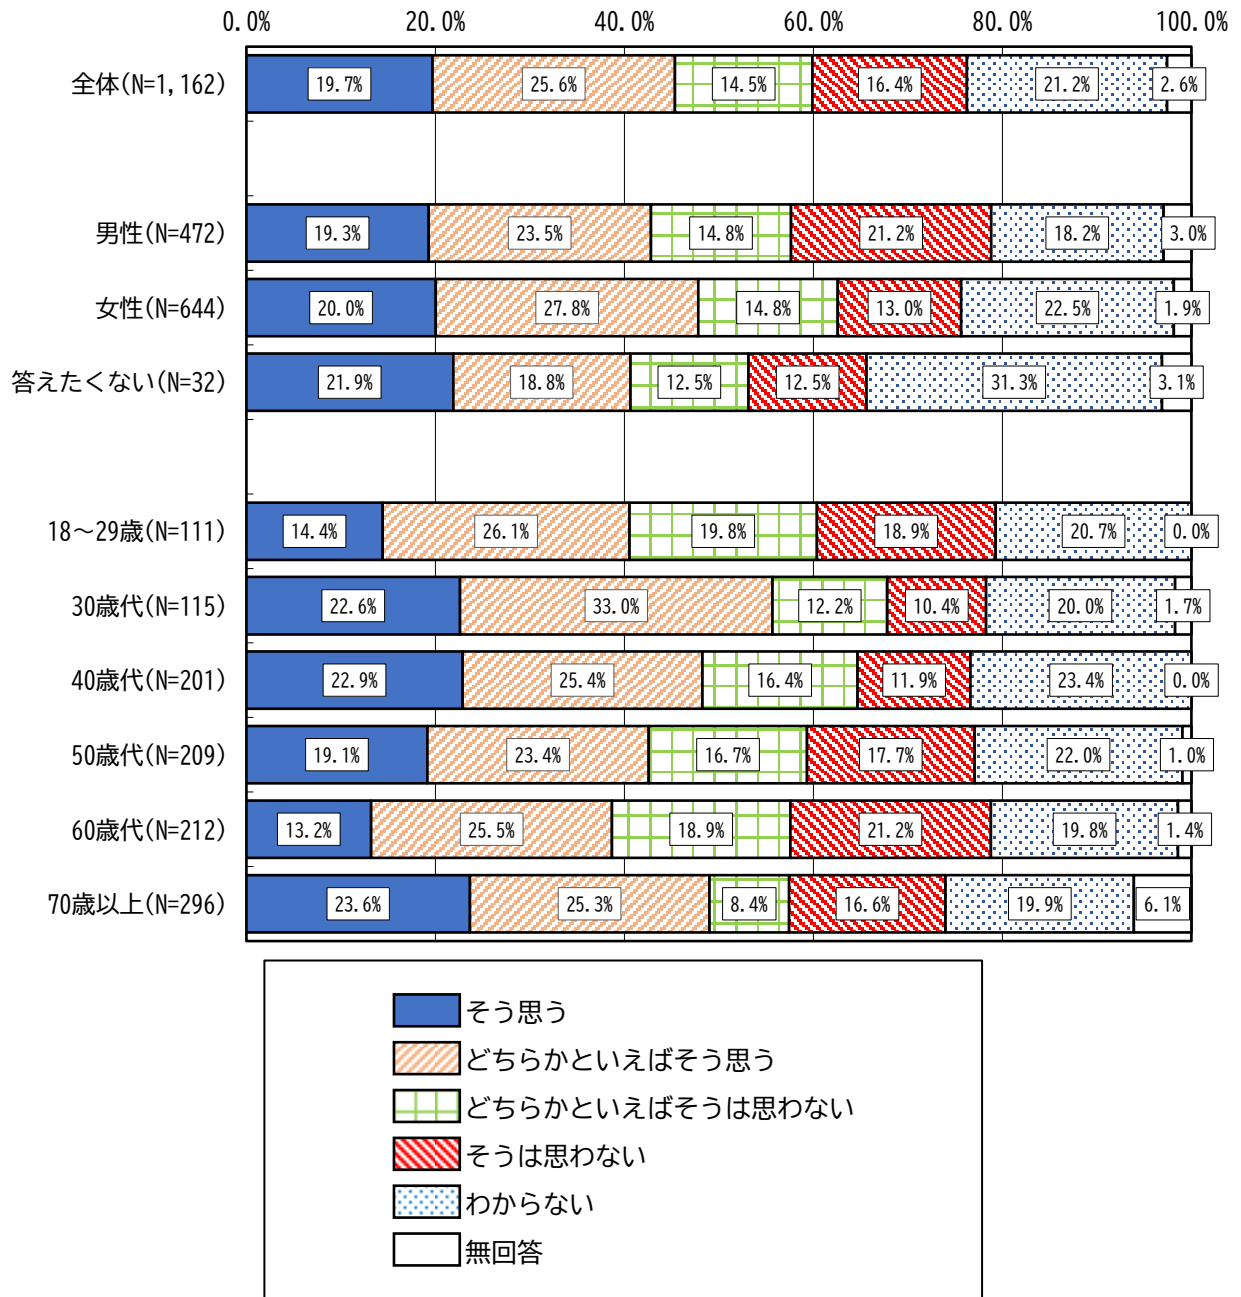 0.0% 20.0% 40.0% 60.0% 80.0% 100.0%
全体(N=1,162) 19.7% 25.6% 14.5% 16.4% 21.2% 2.6%
男性(N=472) 19.3% 23.5% 14.8% 21.2% 18.2% 3.0%
女性(N=644) 20.0% 27.8% 14.8% 13.0% 22.5% 1.9%
答えたくない(N=32) 21.9% 18.8% 12.5% 12.5% 31.3% 3.1%
18～29歳(N=111) 14.4% 26.1% 19.8% 18.9% 20.7% 0.0%
30歳代(N=115) 22.6% 33.0% 12.2% 10.4% 20.0% 1.7%
40歳代(N=201) 22.9% 25.4% 16.4% 11.9% 23.4% 0.0%
50歳代(N=209) 19.1% 23.4% 16.7% 17.7% 22.0% 1.0%
60歳代(N=212) 13.2% 25.5% 18.9% 21.2% 19.8% 1.4%
70歳以上(N=296) 23.6% 25.3% 8.4% 16.6% 19.9% 6.1%
そう思う
どちらかといえばそう思う
どちらかといえばそうは思わない
そうは思わない
わからない
無回答